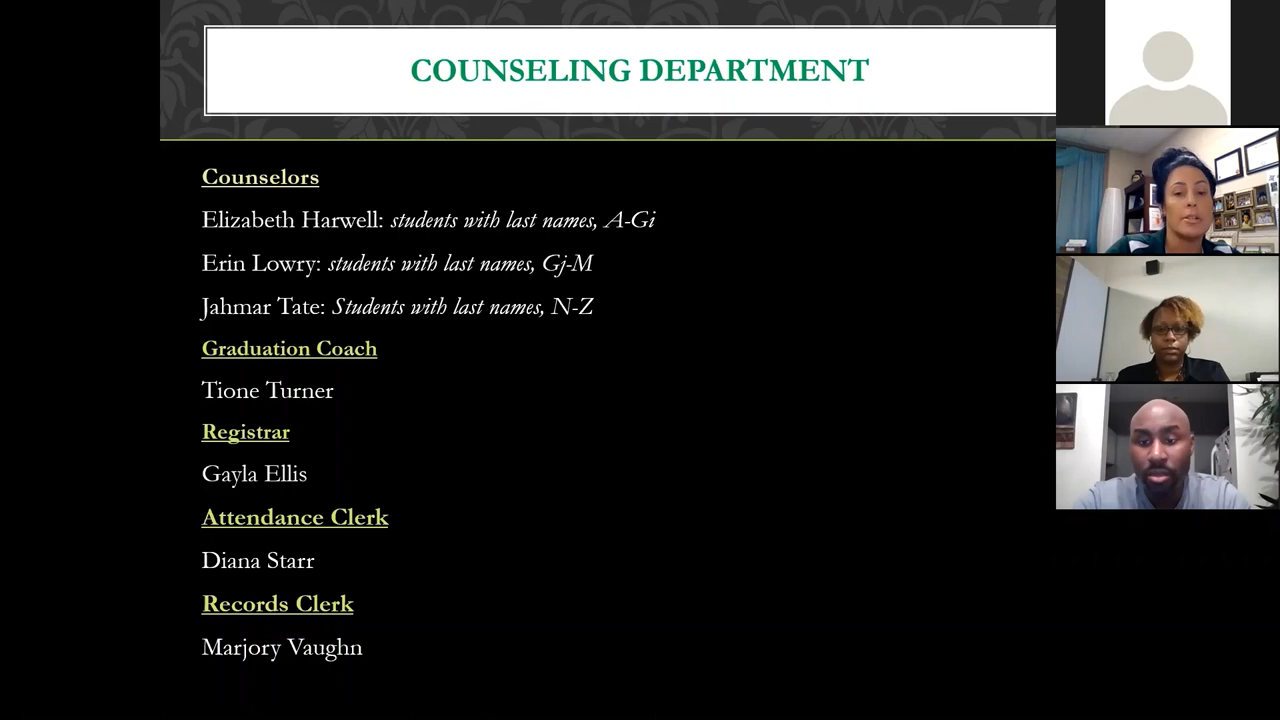 COUNSELING DEPARTMENT
Counselors
Elizabeth Harwell: students with last names, A-Gi
Erin Lowry: students with last names, Gj-M
Jahmar Tate: Students with last names, N-Z
Graduation Coach
Tione Turner
Registrar
Gayla Ellis
Attendance Clerk
Diana Starr
Records Clerk
Marjory Vaughn